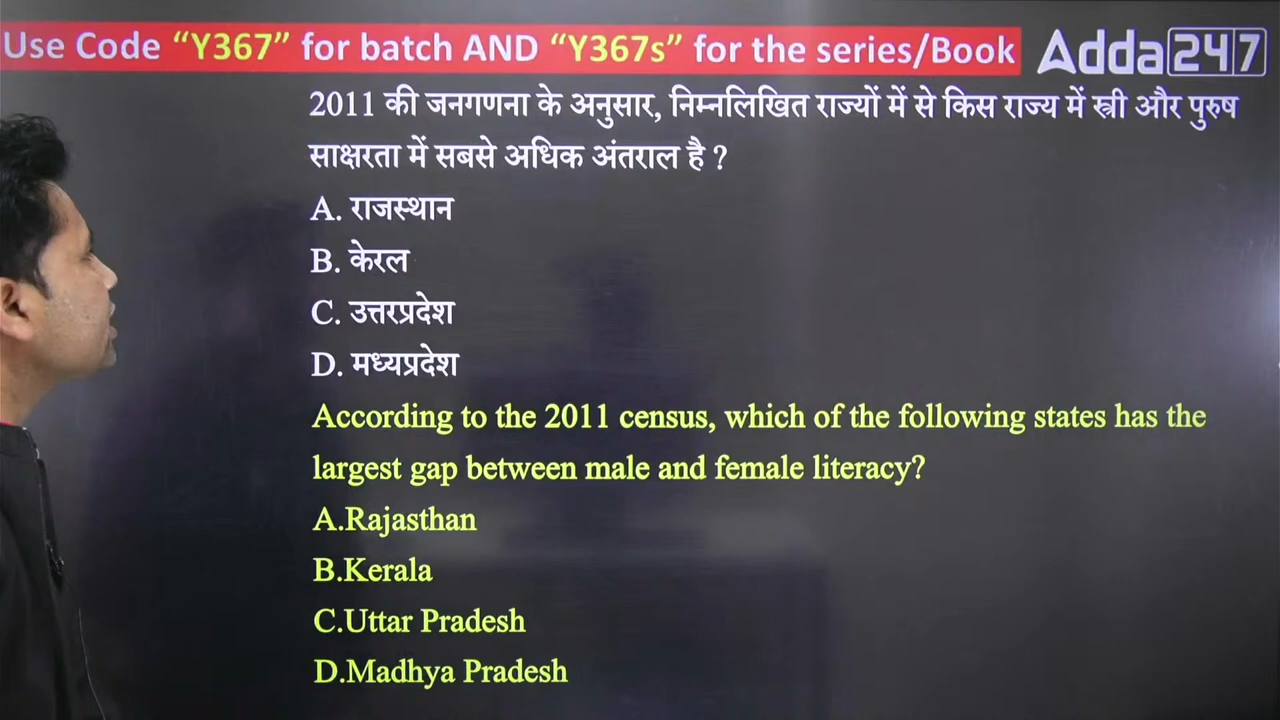 Use Code “Y367” for batch AND “Y367s” for the series/Book
Adda247
2011 की जनगणना के अनुसार, निम्नलिखित राज्यों में से किस राज्य में स्त्री और पुरुष
साक्षरता में सबसे अधिक अंतराल है ?
A. राजस्थान
B. केरल
C. उत्तरप्रदेश
D. मध्यप्रदेश
According to the 2011 census, which of the following states has the
largest gap between male and female literacy?
A.Rajasthan
B.Kerala
C.Uttar Pradesh
D.Madhya Pradesh